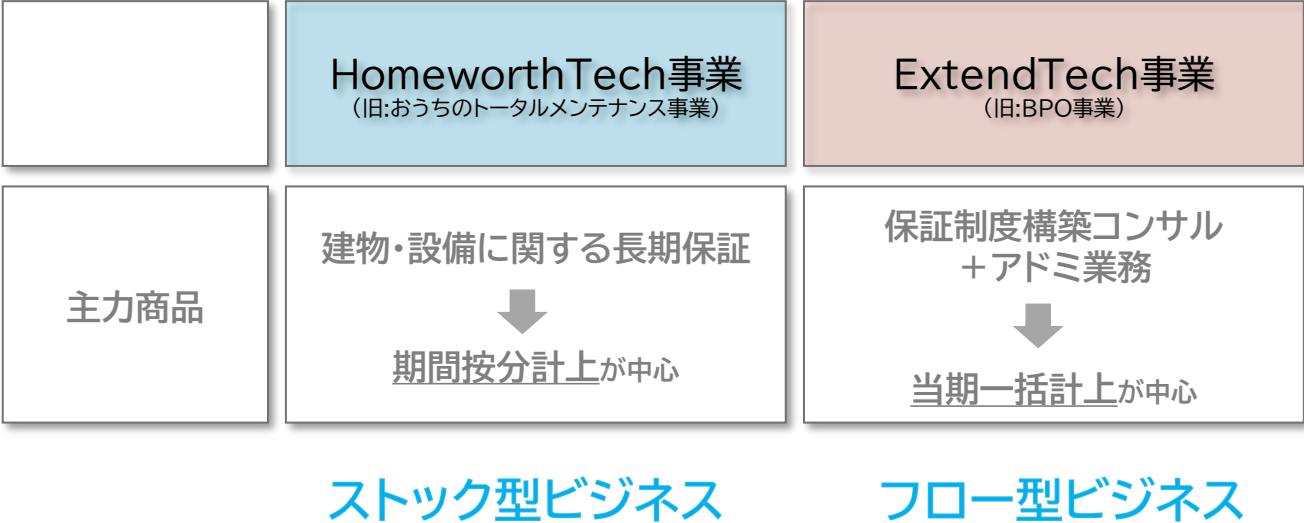 HomeworthTech事業
（旧:おうちのトータルメンテナンス事業）
ExtendTech事業
（旧:BPO事業）
主力商品
建物・設備に関する長期保証
期間按分計上が中心
保証制度構築コンサル
＋アドミ業務
当期一括計上が中心
ストック型ビジネス
フロー型ビジネス